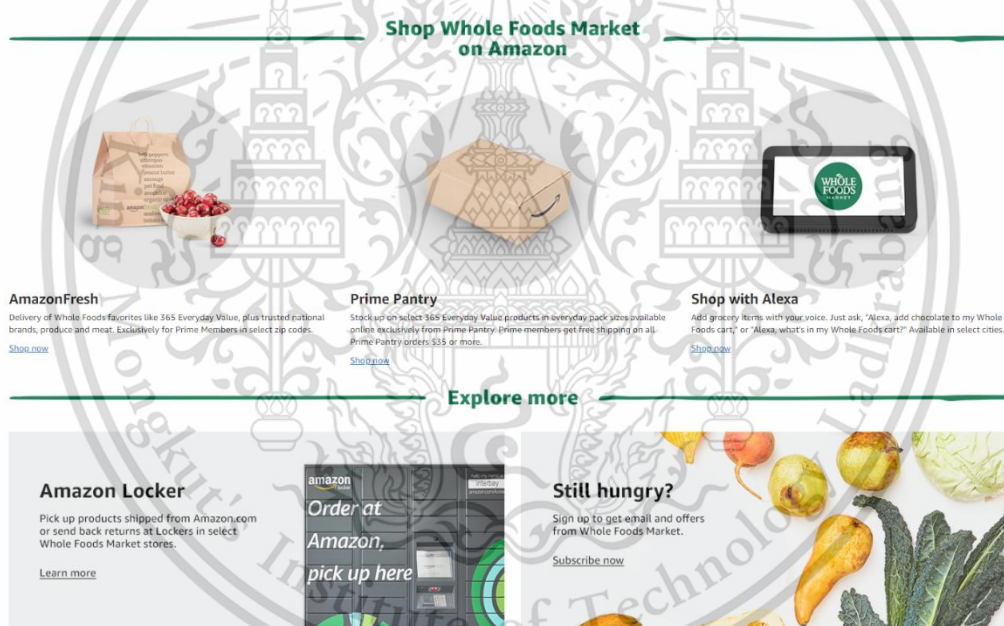 Shop Whole Foods Market
on Amazon
WHOLE
FOODS
MARKET
AmazonFresh
Delivery of Whole Foods favorites like 365 Everyday Value, plus trusted national
brands, produce and meat. Exclusively for Prime Members in select zip codes.
Shop now
Prime Pantry
Stock up on select 365 Everyday Value products in everyday pack sizes available
online exclusively from Prime Pantry. Prime members get free shipping on all
Prime Pantry orders $35 or more.
Shop now
Shop with Alexa
Add grocery items with your voice. Just ask, "Alexa, add chocolate to my Whole
Foods cart," or "Alexa, what's in my Whole Foods cart?" Available in select cities.
Shop now
Explore more
Amazon Locker
Pick up products shipped from Amazon.com
or send back returns at Lockers in select
Whole Foods Market stores.
Learn more
amazon
Order at
Amazon,
pick up here
Still hungry?
Sign up to get email and offers
from Whole Foods Market.
Subscribe now
King Mongkut's Institute of Technology Ladkrabang